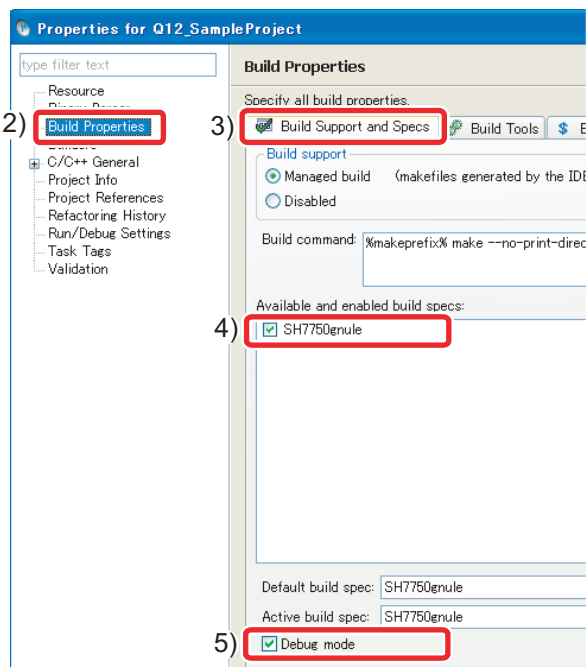 Properties for Q12_SampleProject
type filter text
Resource
2) Build Properties
C/C++ General
Project Info
Project References
Refactoring History
Run/Debug Settings
Task Tags
Validation
Build Properties
Specify all build properties.
3) Build Support and Specs
Build Tools
$
Build support
Managed build (makefiles generated by the IDE
Disabled
Build command: %makeprefix% make --no-print-direc
Available and enabled build specs:
4) SH7750gnule
Default build spec: SH7750gnule
Active build spec: SH7750gnule
5) Debug mode